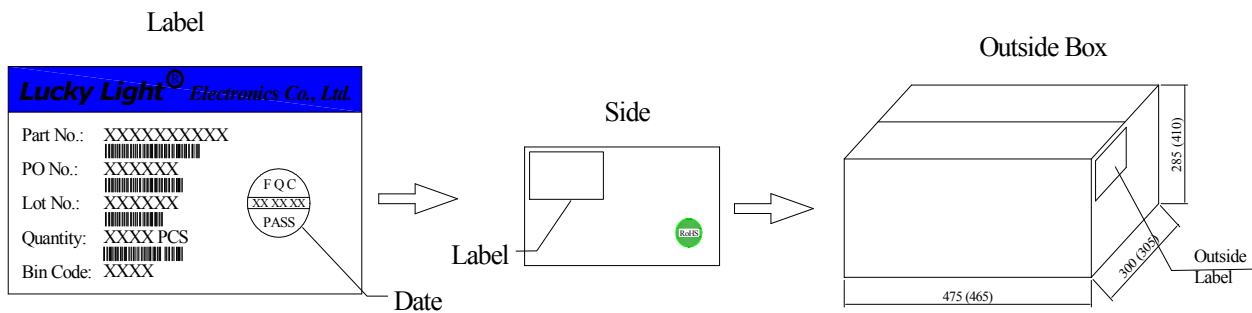 Label
Lucky Light® Electronics Co., Ltd.
Part No.: XXXXXXXXXX
PO No.: XXXXXX
Lot No.: XXXXXX
Quantity: XXXX PCS
Bin Code: XXXX
FQC
XX XX XX
PASS
Date
Side
RoHS
Label
Outside Box
285 (410)
300 (305)
475 (465)
Outside
Label